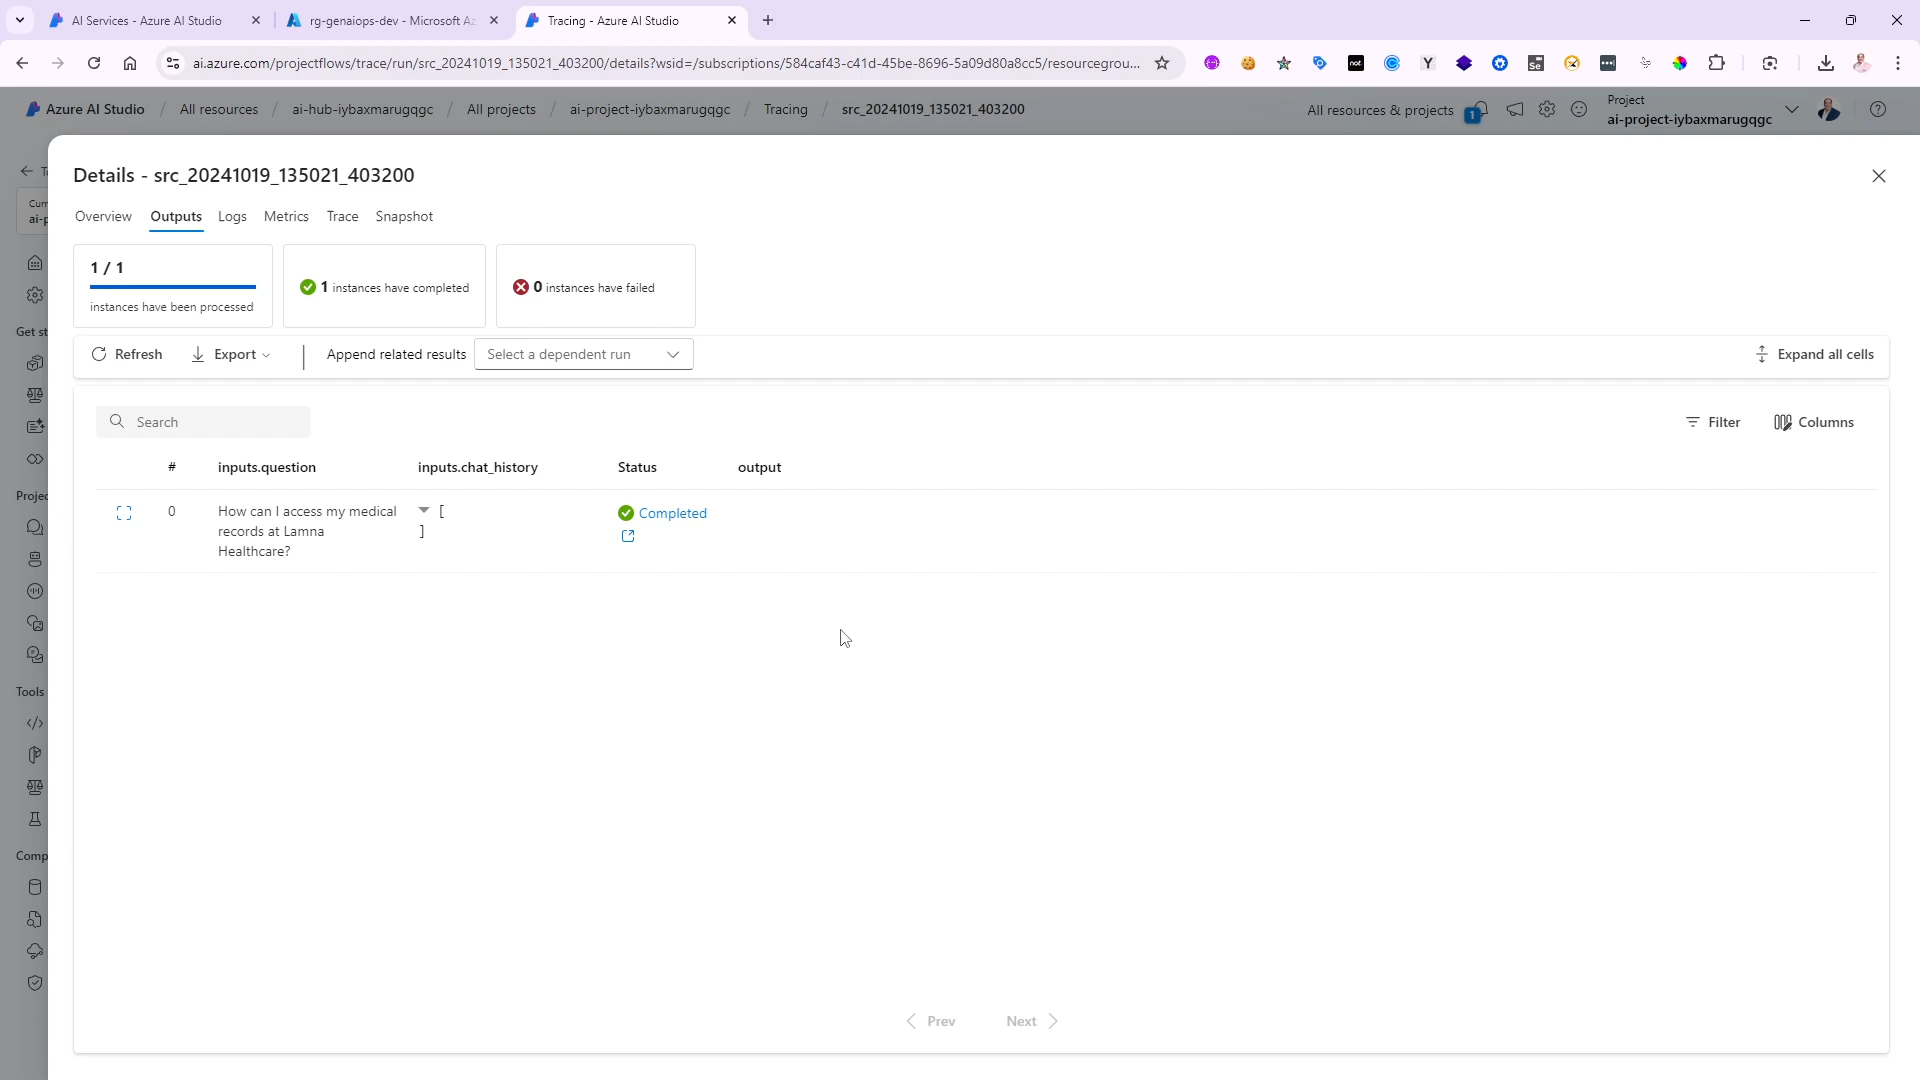 AI Services - Azure AI Studio
rg-genaiops-dev - Microsoft Az
Tracing - Azure AI Studio
ai.azure.com/projectflows/trace/run/src_20241019_135021_403200/details?wsid=/subscriptions/584caf43-c41d-45be-8696-5a09d80a8cc5/resourcegrou...
Azure AI Studio / All resources / ai-hub-iybaxmarugqgc / All projects / ai-project-iybaxmarugqgc / Tracing / src_20241019_135021_403200
All resources & projects
1
Project
ai-project-iybaxmarugqgc
Details - src_20241019_135021_403200
Curr
ai-p
Overview Outputs Logs Metrics Trace Snapshot
1 / 1
instances have been processed
1 instances have completed
0 instances have failed
Get st
Refresh Export Append related results Select a dependent run Expand all cells
Search
Filter Columns
# inputs.question inputs.chat_history Status output
Projec
0 How can I access my medical records at Lamna Healthcare? [ ] Completed
Tools
Comp
Prev Next